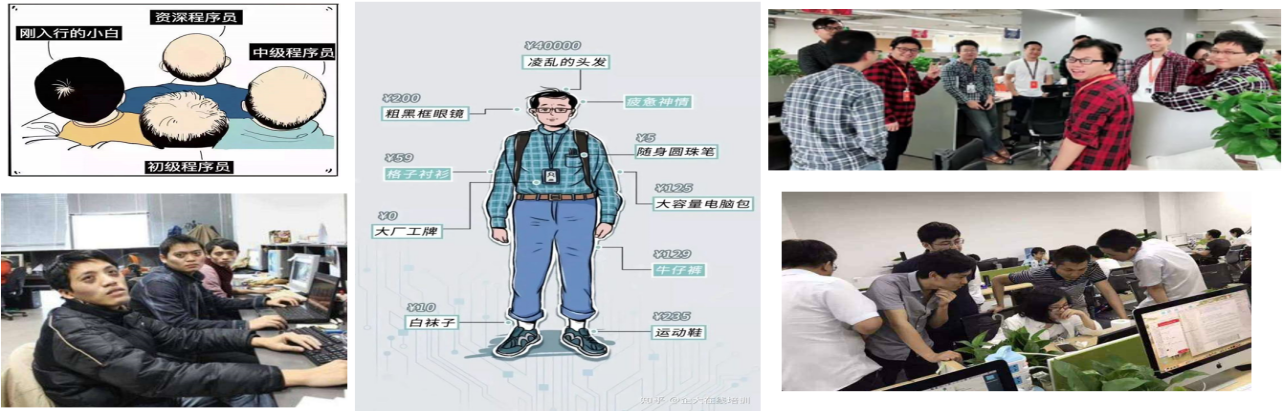 资深程序员
刚入行的小白
中级程序员
初级程序员
¥40000
凌乱的头发
¥200
粗黑框眼镜
疲惫神情
¥5
随身圆珠笔
¥59
格子衬衫
¥125
大容量电脑包
¥0
大厂工牌
¥129
牛仔裤
¥10
白袜子
¥235
运动鞋